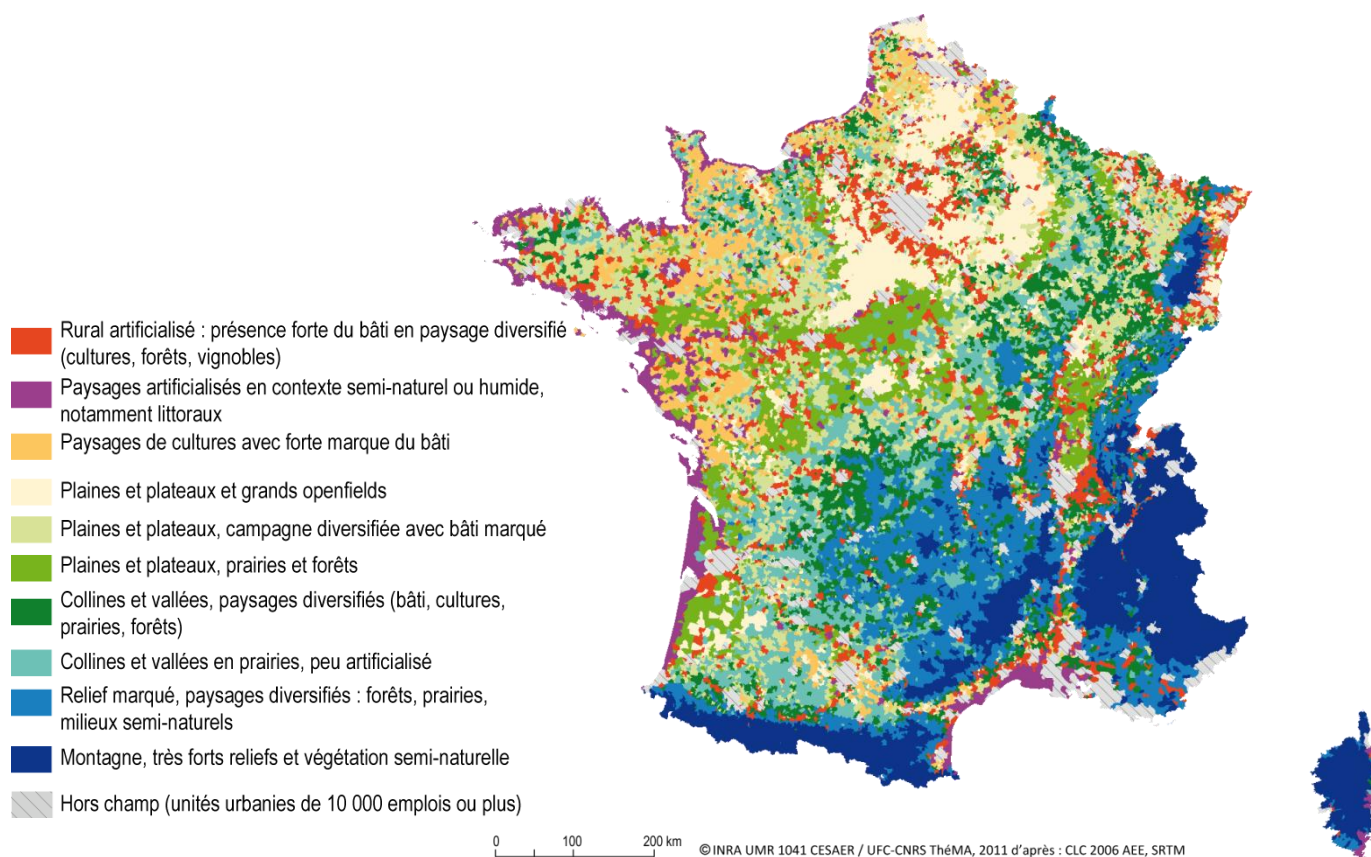 Rural artificialisé : présence forte du bâti en paysage diversifié
(cultures, forêts, vignobles)
Paysages artificialisés en contexte semi-naturel ou humide,
notamment littoraux
Paysages de cultures avec forte marque du bâti
Plaines et plateaux et grands openfields
Plaines et plateaux, campagne diversifiée avec bâti marqué
Plaines et plateaux, prairies et forêts
Collines et vallées, paysages diversifiés (bâti, cultures,
prairies, forêts)
Collines et vallées en prairies, peu artificialisé
Relief marqué, paysages diversifiés : forêts, prairies,
milieux semi-naturels
Montagne, très forts reliefs et végétation semi-naturelle
Hors champ (unités urbanies de 10 000 emplois ou plus)
0 100 200 km
©INRA UMR 1041 CESAER / UFC-CNRS ThéMA, 2011 d'après : CLC 2006 AEE, SRTM